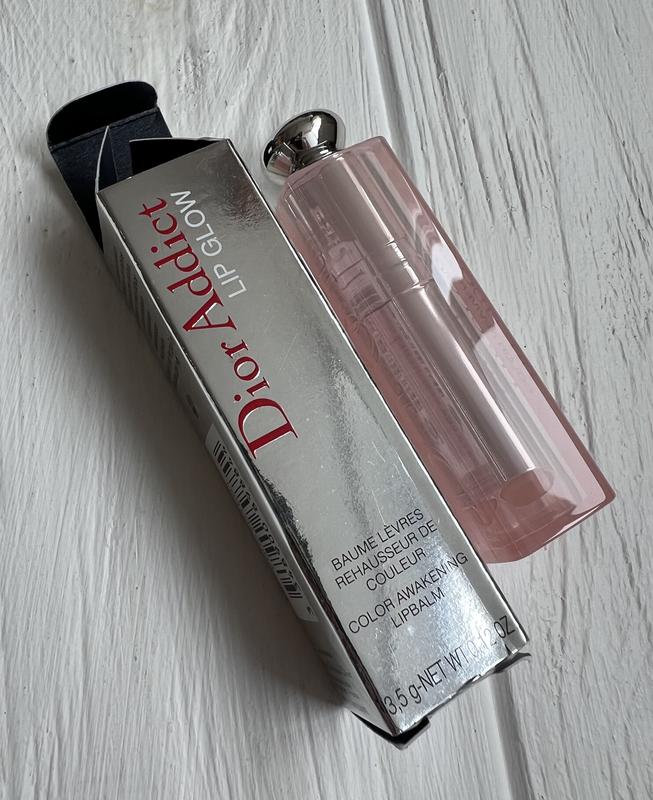 Dior Addict
LIP GLOW
BAUME LÈVRES
REHAUSSEUR DE
COULEUR
COLOR AWAKENING
LIPBALM
3,5 g-NET WT 0.12 OZ